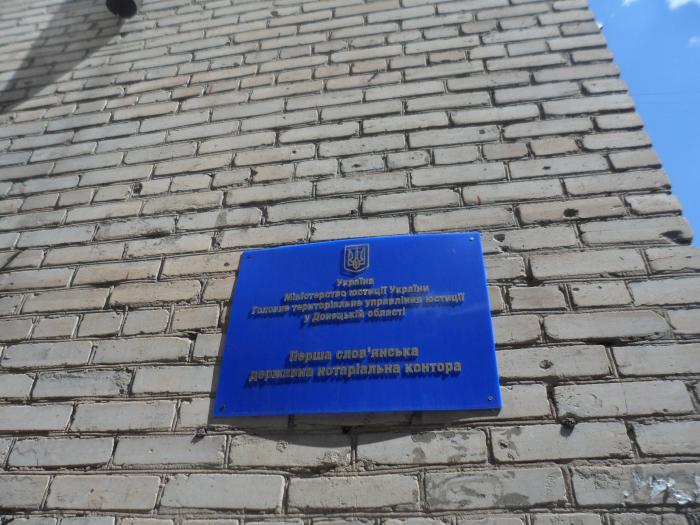 Україна
Міністерство юстиції України
Головне територіальне управління юстиції
у Донецькій області
Перша слов'янська
державна нотаріальна контора